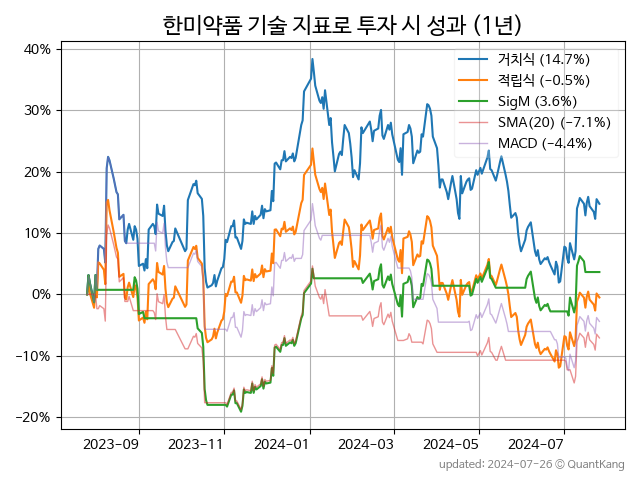 한미약품 기술 지표로 투자 시 성과 (1년)
40%
30%
20%
10%
0%
−10%
−20%
거치식 (14.7%)
적립식 (−0.5%)
SigM (3.6%)
SMA(20) (−7.1%)
MACD (−4.4%)
2023-09 2023-11 2024-01 2024-03 2024-05 2024-07
updated: 2024-07-26 © QuantKang